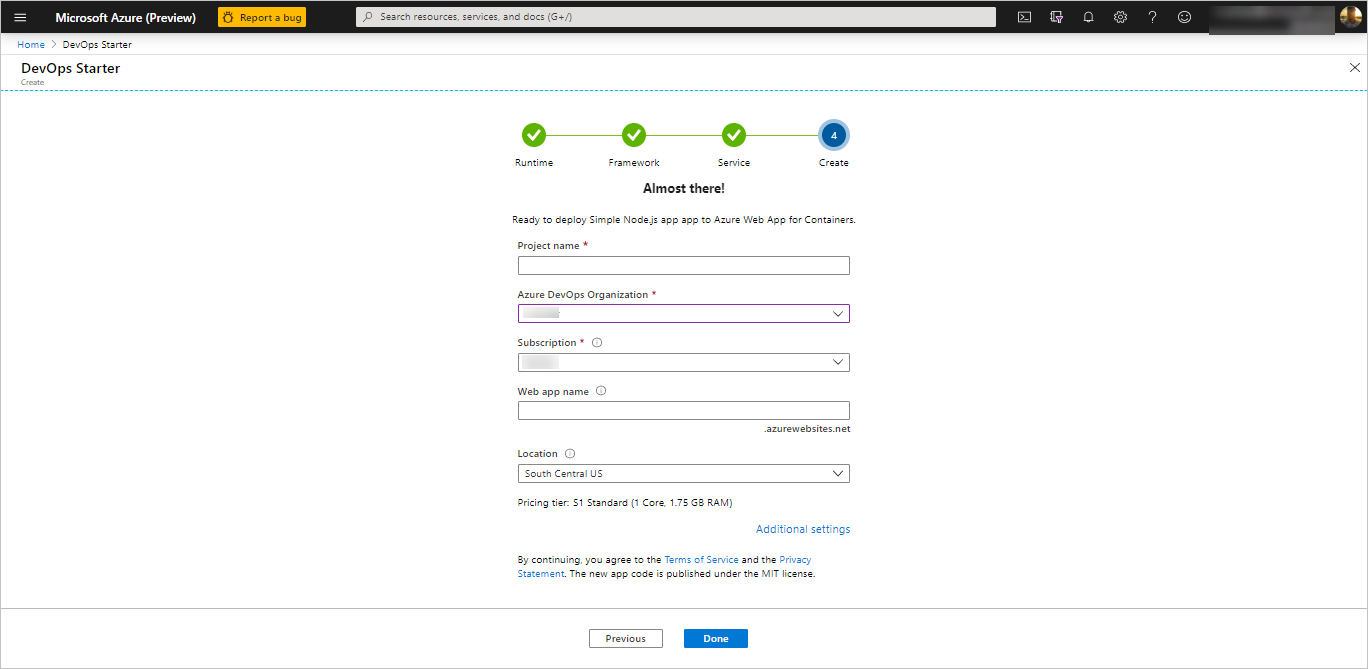 Microsoft Azure (Preview)
Report a bug
Search resources, services, and docs (G+/)
Home > DevOps Starter
DevOps Starter
Create
4
Runtime
Framework
Service
Create
Almost there!
Ready to deploy Simple Node.js app app to Azure Web App for Containers.
Project name *
Azure DevOps Organization *
Subscription *
Web app name
.azurewebsites.net
Location
South Central US
Pricing tier: S1 Standard (1 Core, 1.75 GB RAM)
Additional settings
By continuing, you agree to the Terms of Service and the Privacy
Statement. The new app code is published under the MIT license.
Previous
Done